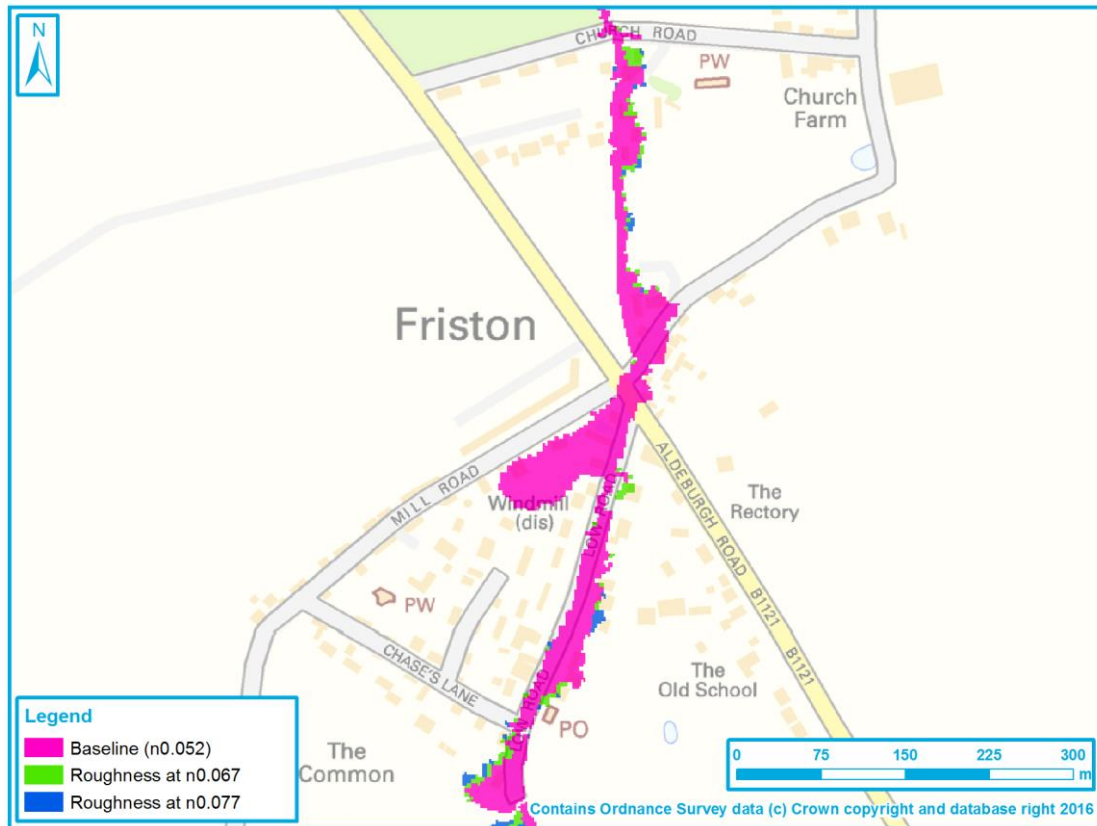 N
CHURCH ROAD
PW
Church
Farm
Friston
MILL ROAD
Windmill
(dis)
LOW ROAD
ALDEBURGH ROAD B1121
B1121
The
Rectory
PW
CHASE'S LANE
LOW ROAD
The
Old School
PO
The
Common
Legend
Baseline (n0.052)
Roughness at n0.067
Roughness at n0.077
0 75 150 225 300
m
Contains Ordnance Survey data (c) Crown copyright and database right 2016